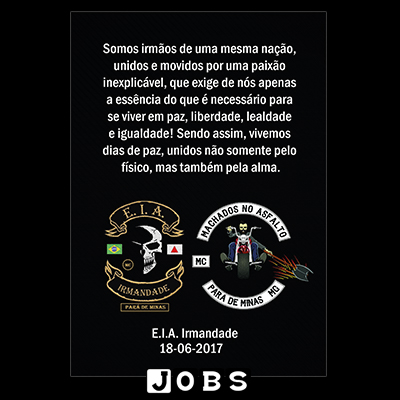 Somos irmãos de uma mesma nação,
unidos e movidos por uma paixão
inexplicável, que exige de nós apenas
a essência do que é necessário para
se viver em paz, liberdade, lealdade
e igualdade! Sendo assim, vivemos
dias de paz, unidos não somente pelo
físico, mas também pela alma.
E.I.A.
MC
IRMANDADE
PARÁ DE MINAS
MACHADOS NO ASFALTO
MC
PARÁ DE MINAS MG
E.I.A. Irmandade
18-06-2017
JOBS